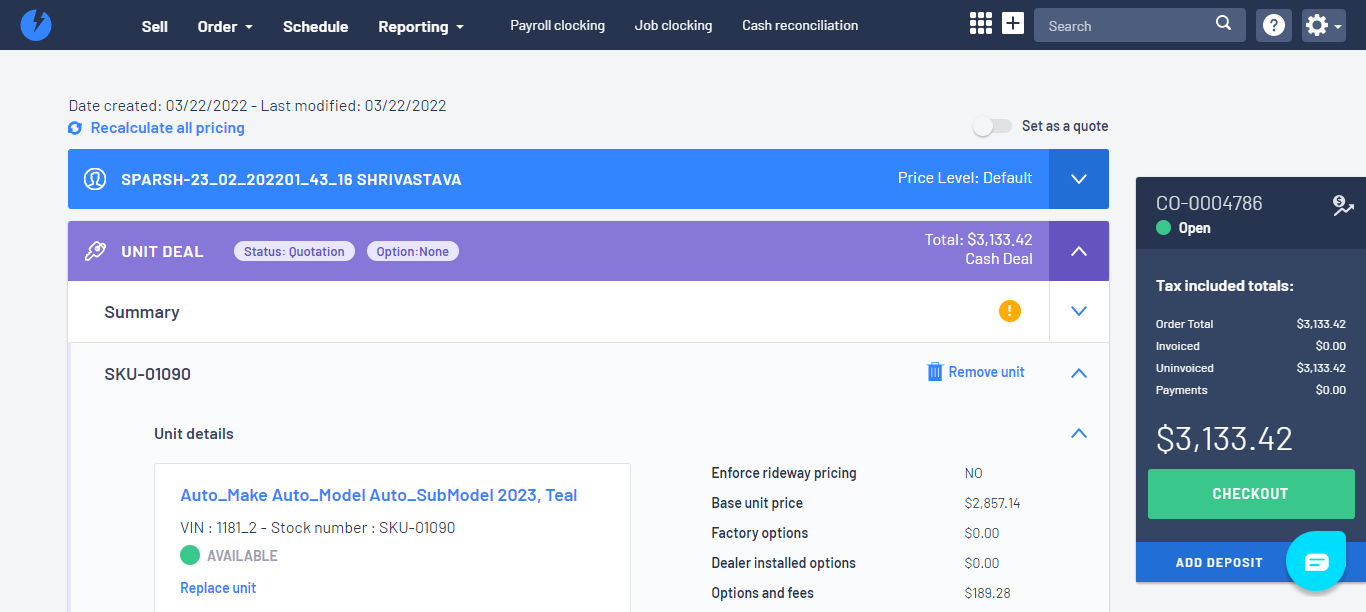 Sell Order Schedule Reporting Payroll clocking Job clocking Cash reconciliation Search
Date created: 03/22/2022 - Last modified: 03/22/2022
Recalculate all pricing
Set as a quote
SPARSH-23_02_202201_43_16 SHRIVASTAVA Price Level: Default
UNIT DEAL Status: Quotation Option:None Total: $3,133.42
Cash Deal
Summary
SKU-01090 Remove unit
Unit details
Auto_Make Auto_Model Auto_SubModel 2023, Teal
VIN : 1181_2 - Stock number : SKU-01090
AVAILABLE
Replace unit
Enforce rideway pricing NO
Base unit price $2,857.14
Factory options $0.00
Dealer installed options $0.00
Options and fees $189.28
CO-0004786
Open
Tax included totals:
Order Total $3,133.42
Invoiced $0.00
Uninvoiced $3,133.42
Payments $0.00
$3,133.42
CHECKOUT
ADD DEPOSIT